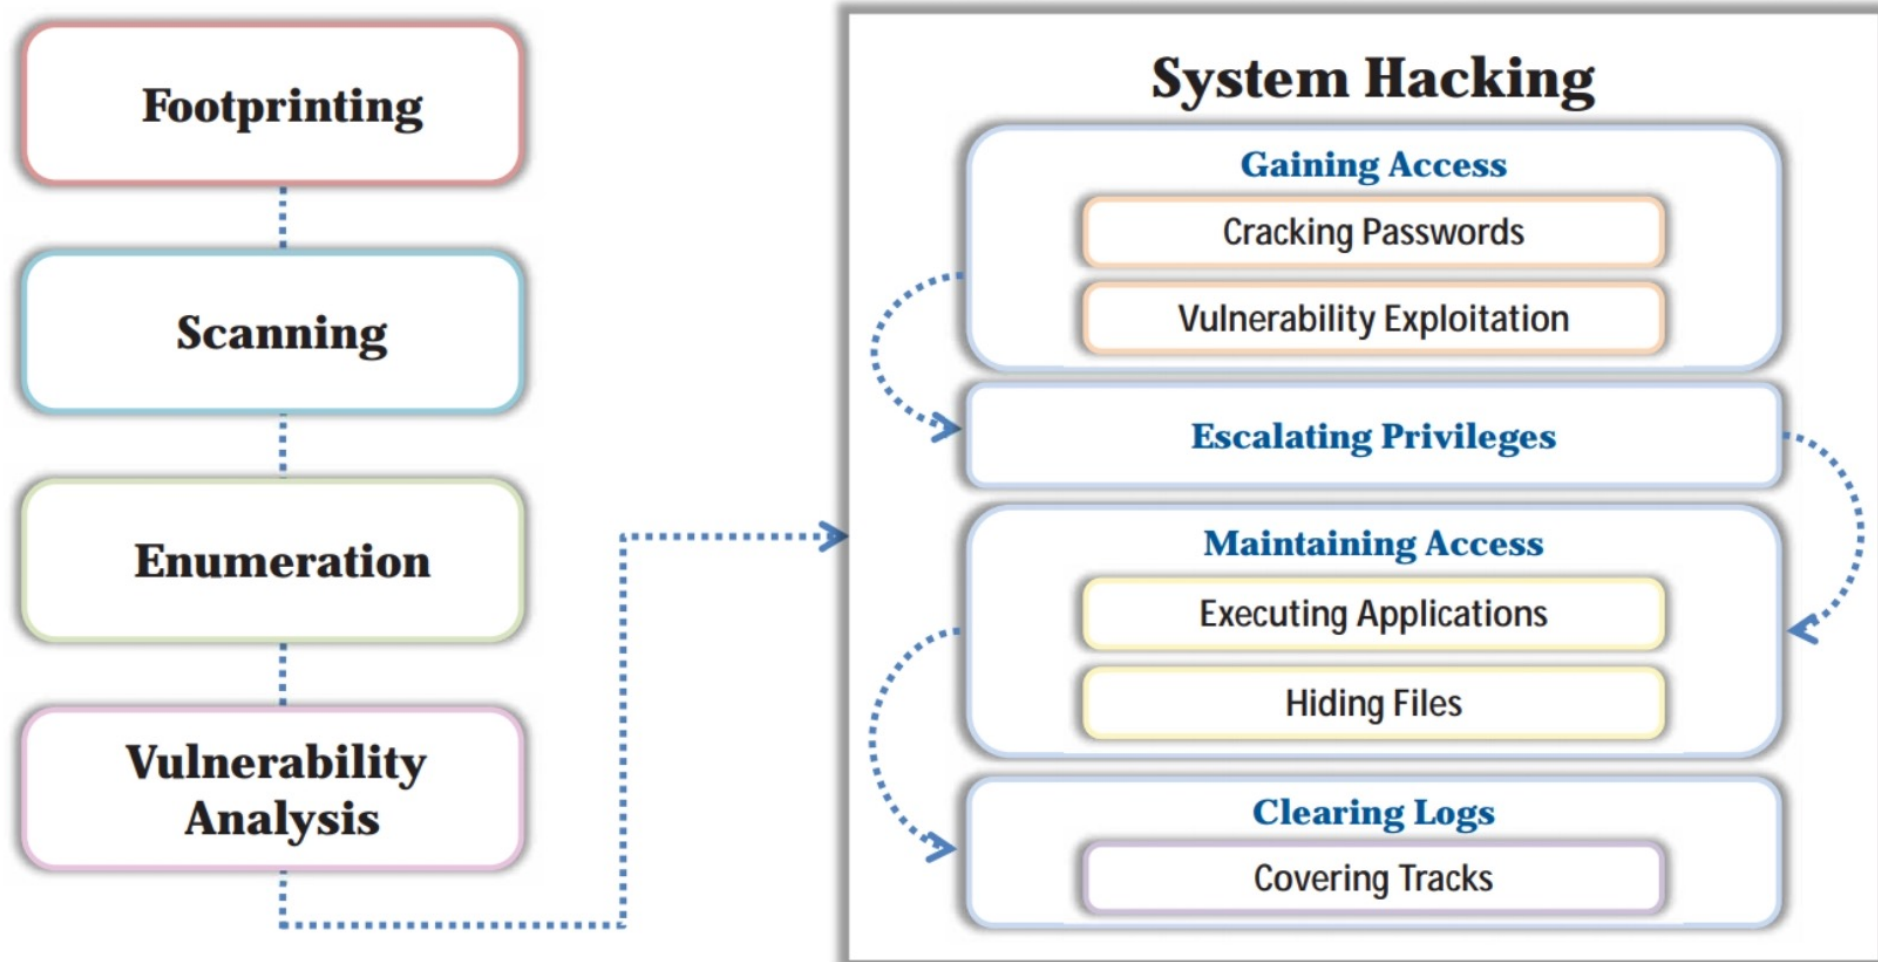 Footprinting
Scanning
Enumeration
Vulnerability
Analysis
System Hacking
Gaining Access
Cracking Passwords
Vulnerability Exploitation
Escalating Privileges
Maintaining Access
Executing Applications
Hiding Files
Clearing Logs
Covering Tracks